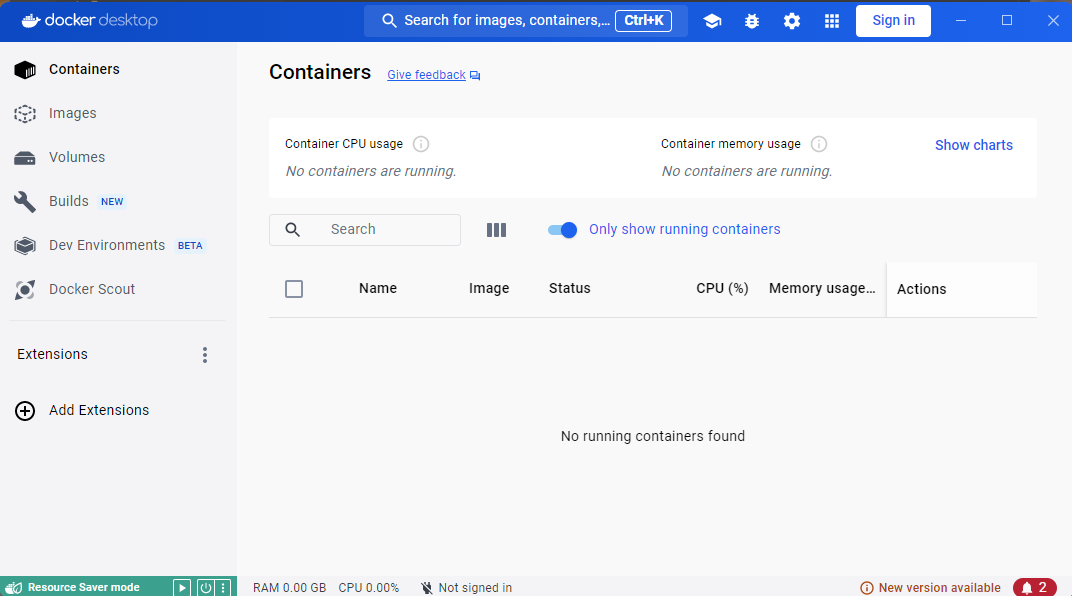 docker desktop
Search for images, containers,... Ctrl+K
Sign in
Containers
Images
Volumes
Builds NEW
Dev Environments BETA
Docker Scout
Extensions
Add Extensions
Containers Give feedback
Container CPU usage
No containers are running.
Container memory usage
No containers are running.
Show charts
Search
Only show running containers
Name Image Status CPU (%) Memory usage... Actions
No running containers found
Resource Saver mode
RAM 0.00 GB CPU 0.00% Not signed in
New version available 2